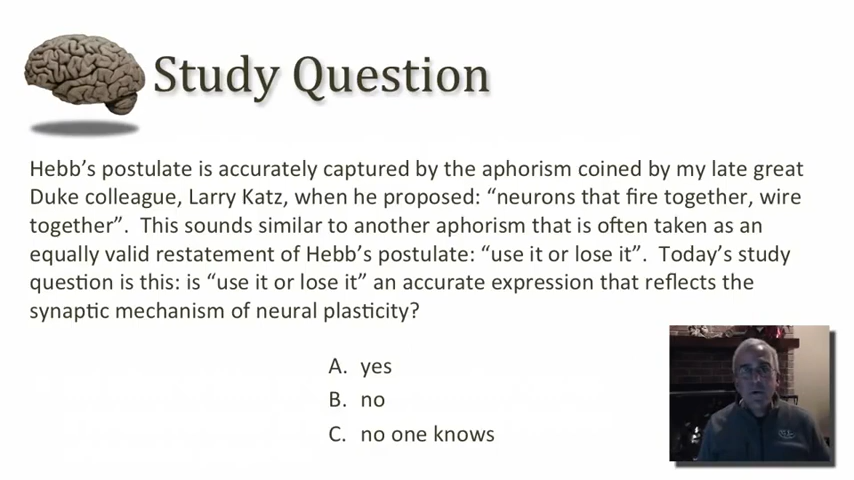 Study Question
Hebb's postulate is accurately captured by the aphorism coined by my late great
Duke colleague, Larry Katz, when he proposed: “neurons that fire together, wire
together”.  This sounds similar to another aphorism that is often taken as an
equally valid restatement of Hebb's postulate: “use it or lose it”.  Today's study
question is this: is “use it or lose it” an accurate expression that reflects the
synaptic mechanism of neural plasticity?
A. yes
B. no
C. no one knows